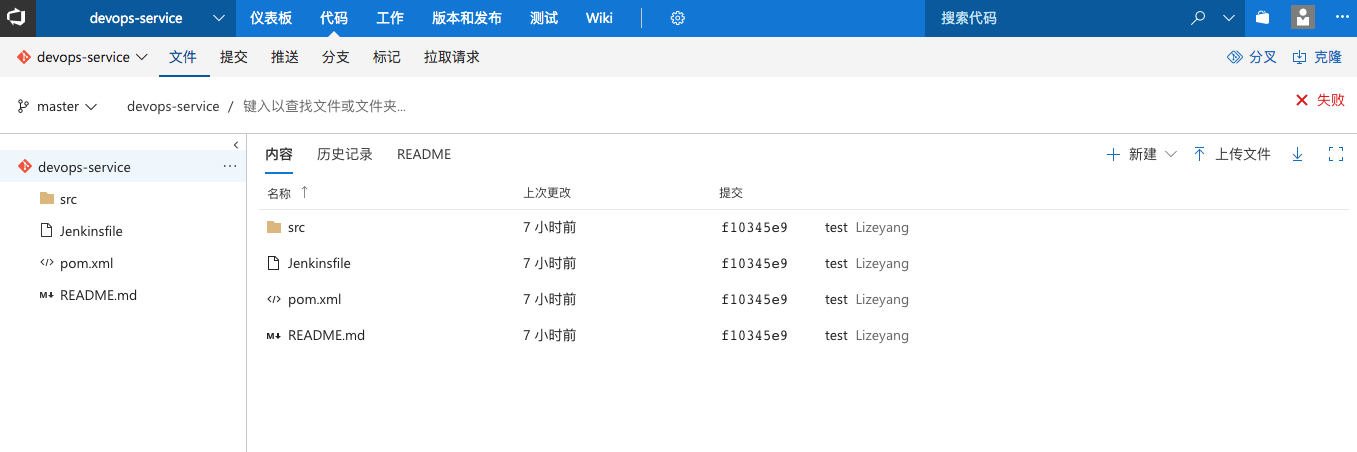 devops-service 仪表板 代码 工作 版本和发布 测试 Wiki 搜索代码
devops-service 文件 提交 推送 分支 标记 拉取请求 分叉 克隆
master devops-service / 键入以查找文件或文件夹... 失败
devops-service
src
Jenkinsfile
pom.xml
README.md
内容 历史记录 README 新建 上传文件
名称 上次更改 提交
src 7 小时前 f10345e9 test Lizeyang
Jenkinsfile 7 小时前 f10345e9 test Lizeyang
pom.xml 7 小时前 f10345e9 test Lizeyang
README.md 7 小时前 f10345e9 test Lizeyang